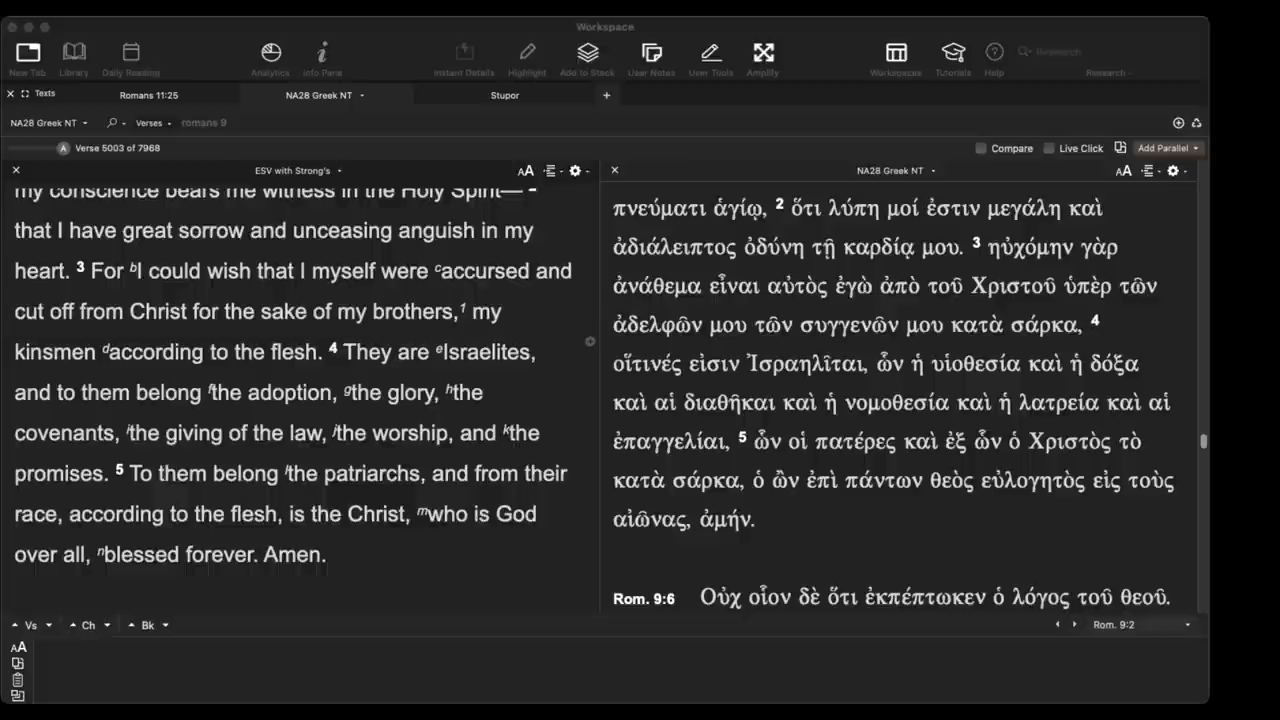 Workspace
New Tab Library Daily Reading Analytics Info Pane Instant Details Highlight Add to Stack User Notes User Tools Amplify Workspaces Tutorials Help Research
Research
× Texts Romans 11:25 NA28 Greek NT Stupor +
NA28 Greek NT Verses romans 9
A Verse 5003 of 7968 Compare Live Click Add Parallel
ESV with Strong's AA
my conscience bears me witness in the Holy Spirit— 2
that I have great sorrow and unceasing anguish in my
heart. 3 For bI could wish that I myself were caccursed and
cut off from Christ for the sake of my brothers,1 my
kinsmen daccording to the flesh. 4 They are eIsraelites,
and to them belong fthe adoption, gthe glory, hthe
covenants, ithe giving of the law, jthe worship, and kthe
promises. 5 To them belong lthe patriarchs, and from their
race, according to the flesh, is the Christ, mwho is God
over all, nblessed forever. Amen.
NA28 Greek NT AA
πνεύματι ἁγίῳ, 2 ὅτι λύπη μοί ἐστιν μεγάλη καὶ
ἀδιάλειπτος ὀδύνη τῇ καρδίᾳ μου. 3 ηὐχόμην γὰρ
ἀνάθεμα εἶναι αὐτὸς ἐγὼ ἀπὸ τοῦ Χριστοῦ ὑπὲρ τῶν
ἀδελφῶν μου τῶν συγγενῶν μου κατὰ σάρκα, 4
οἵτινές εἰσιν Ἰσραηλῖται, ὧν ἡ υἱοθεσία καὶ ἡ δόξα
καὶ αἱ διαθῆκαι καὶ ἡ νομοθεσία καὶ ἡ λατρεία καὶ αἱ
ἐπαγγελίαι, 5 ὧν οἱ πατέρες καὶ ἐξ ὧν ὁ Χριστὸς τὸ
κατὰ σάρκα, ὁ ὢν ἐπὶ πάντων θεὸς εὐλογητὸς εἰς τοὺς
αἰῶνας, ἀμήν.
Rom. 9:6 Οὐχ οἷον δὲ ὅτι ἐκπέπτωκεν ὁ λόγος τοῦ θεοῦ.
Vs Ch Bk Rom. 9:2
AA